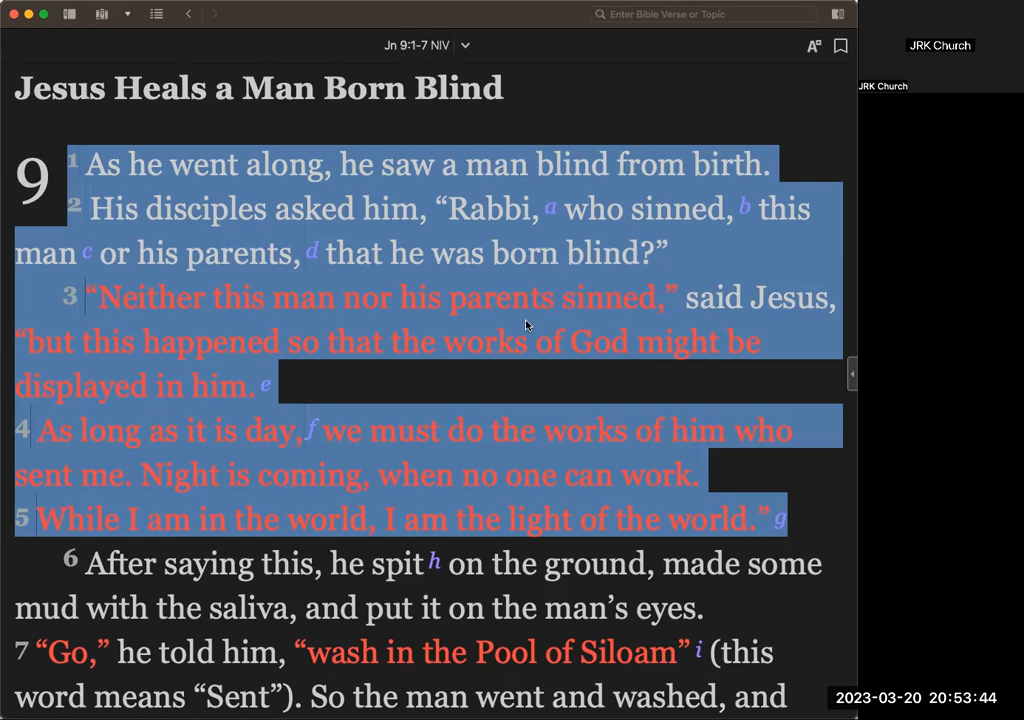 Enter Bible Verse or Topic
Jn 9:1-7 NIV
JRK Church
JRK Church
Jesus Heals a Man Born Blind
9 1 As he went along, he saw a man blind from birth.
2 His disciples asked him, “Rabbi, a who sinned, b this
man c or his parents, d that he was born blind?”
3 “Neither this man nor his parents sinned,” said Jesus,
“but this happened so that the works of God might be
displayed in him. e
4 As long as it is day, f we must do the works of him who
sent me. Night is coming, when no one can work.
5 While I am in the world, I am the light of the world.” g
6 After saying this, he spit h on the ground, made some
mud with the saliva, and put it on the man’s eyes.
7 “Go,” he told him, “wash in the Pool of Siloam” i (this
word means “Sent”). So the man went and washed, and
2023-03-20 20:53:44